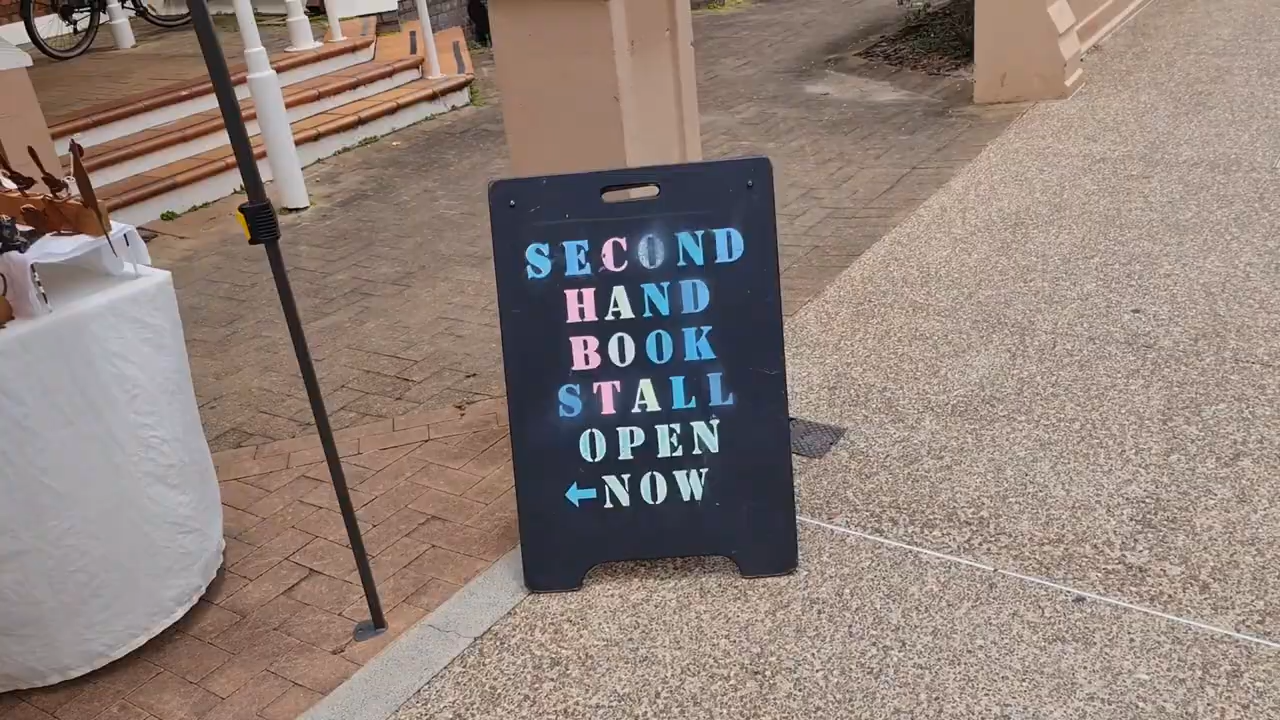 SECOND
HAND
BOOK
STALL
OPEN
←NOW